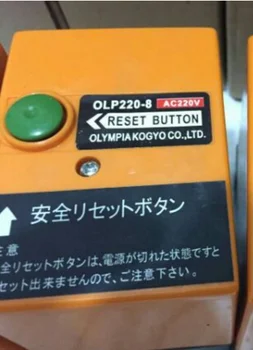 OLP220-8 AC220V
RESET BUTTON
OLYMPIA KOGYO CO.,LTD.
安全リセットボタン
注意
全リセットボタンは、電源が切れた状態ですと
セット出来ませんので、ご注意下さい。